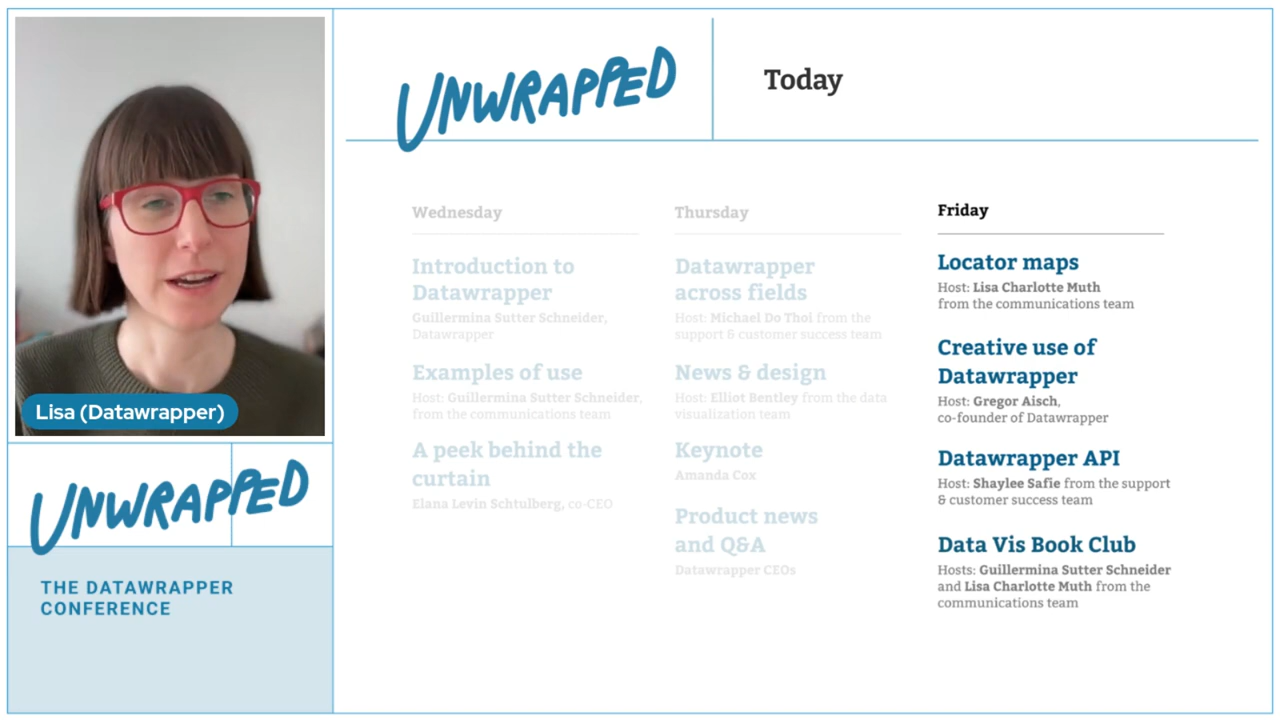 Lisa (Datawrapper)
UNWRAPPED
THE DATAWRAPPER
CONFERENCE
UNWRAPPED
Today
Wednesday
Introduction to
Datawrapper
Guillermina Sutter Schneider,
Datawrapper
Examples of use
Host: Guillermina Sutter Schneider,
from the communications team
A peek behind the
curtain
Elana Levin Schtulberg, co-CEO
Thursday
Datawrapper
across fields
Host: Michael Do Thoi from the
support & customer success team
News & design
Host: Elliot Bentley from the data
visualization team
Keynote
Amanda Cox
Product news
and Q&A
Datawrapper CEOs
Friday
Locator maps
Host: Lisa Charlotte Muth
from the communications team
Creative use of
Datawrapper
Host: Gregor Aisch,
co-founder of Datawrapper
Datawrapper API
Host: Shaylee Safie from the support
& customer success team
Data Vis Book Club
Hosts: Guillermina Sutter Schneider
and Lisa Charlotte Muth from the
communications team